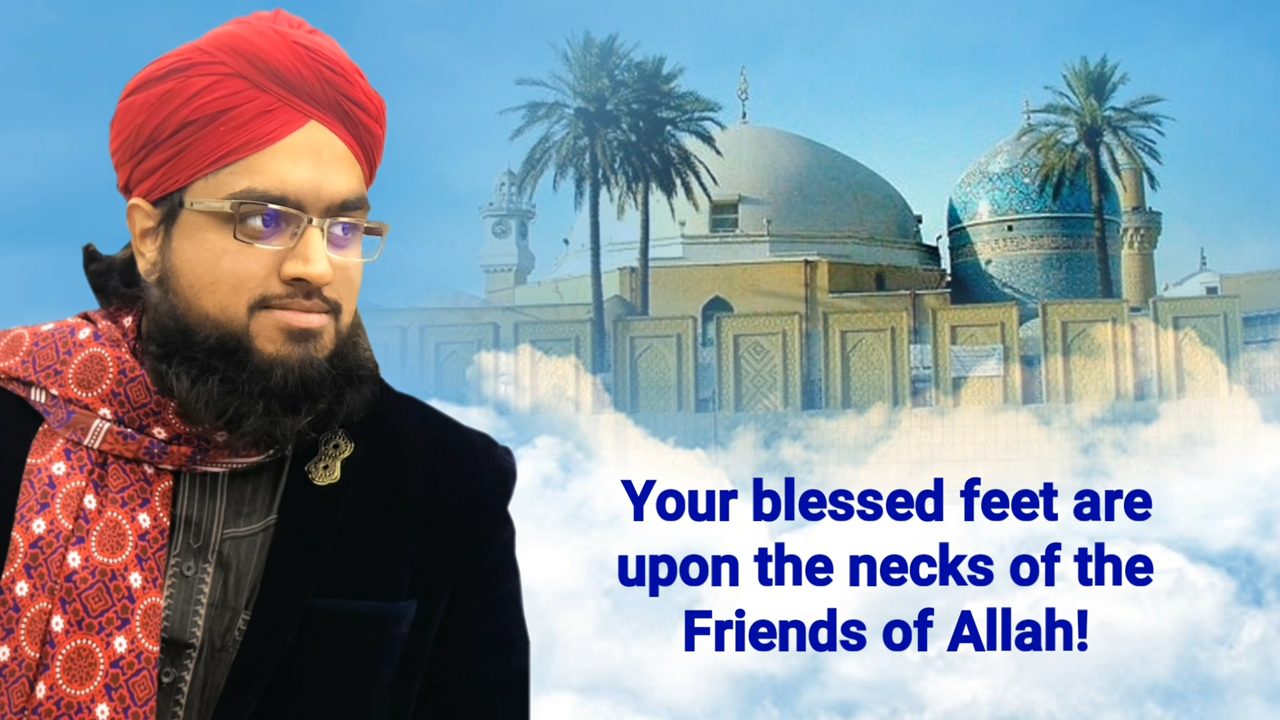 Your blessed feet are
upon the necks of the
Friends of Allah!